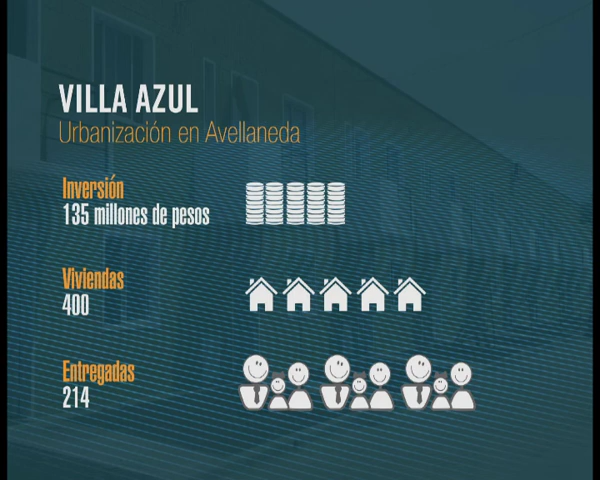 VILLA AZUL
Urbanización en Avellaneda
Inversión
135 millones de pesos
Viviendas
400
Entregadas
214